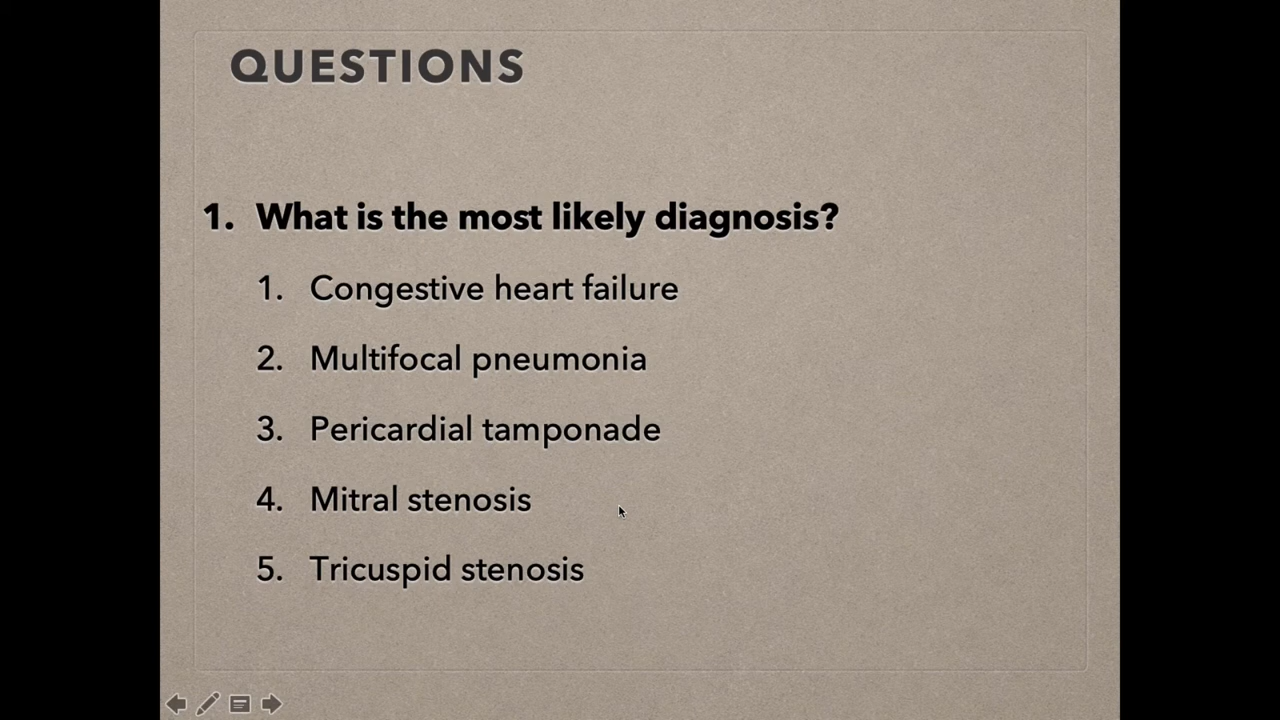 QUESTIONS
1. What is the most likely diagnosis?
1. Congestive heart failure
2. Multifocal pneumonia
3. Pericardial tamponade
4. Mitral stenosis
5. Tricuspid stenosis